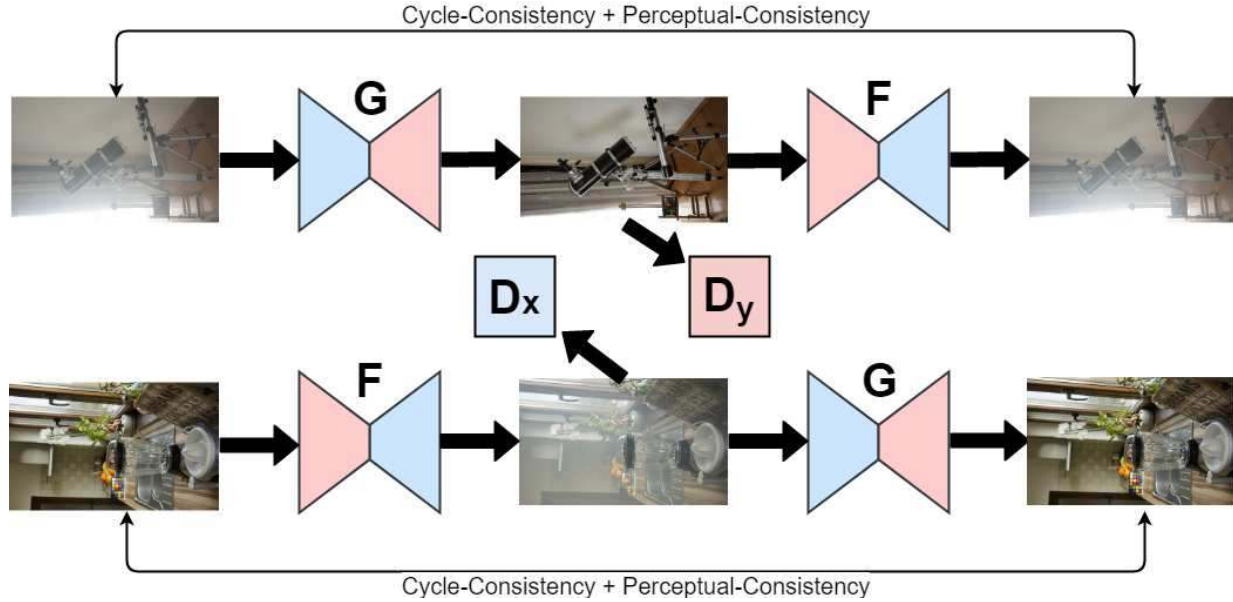 Cycle-Consistency + Perceptual-Consistency
G
F
Dx
Dy
F
G
Cycle-Consistency + Perceptual-Consistency